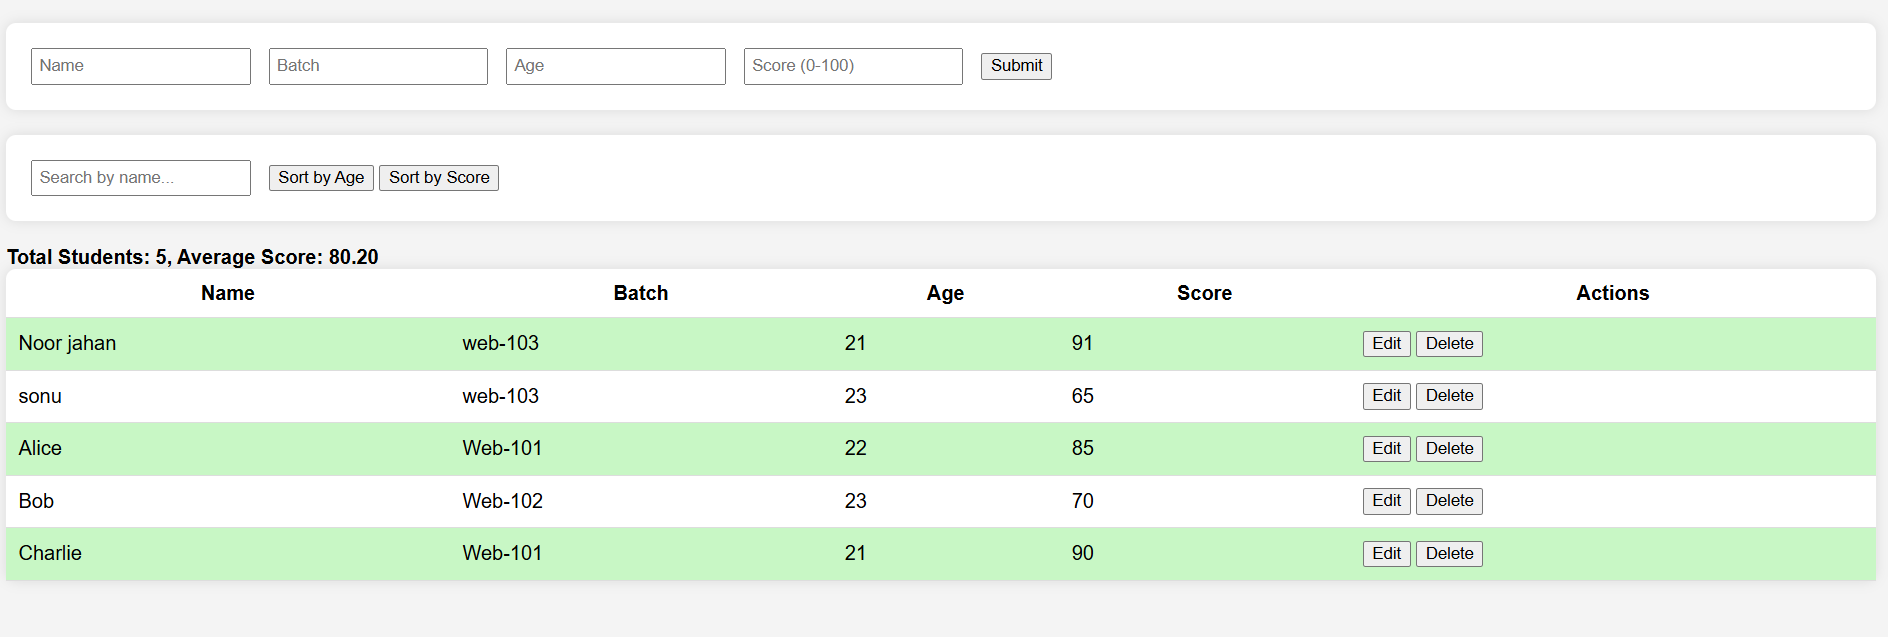 Name Batch Age Score (0-100) Submit
Search by name... Sort by Age Sort by Score
Total Students: 5, Average Score: 80.20
Name Batch Age Score Actions
Noor jahan web-103 21 91 Edit Delete
sonu web-103 23 65 Edit Delete
Alice Web-101 22 85 Edit Delete
Bob Web-102 23 70 Edit Delete
Charlie Web-101 21 90 Edit Delete